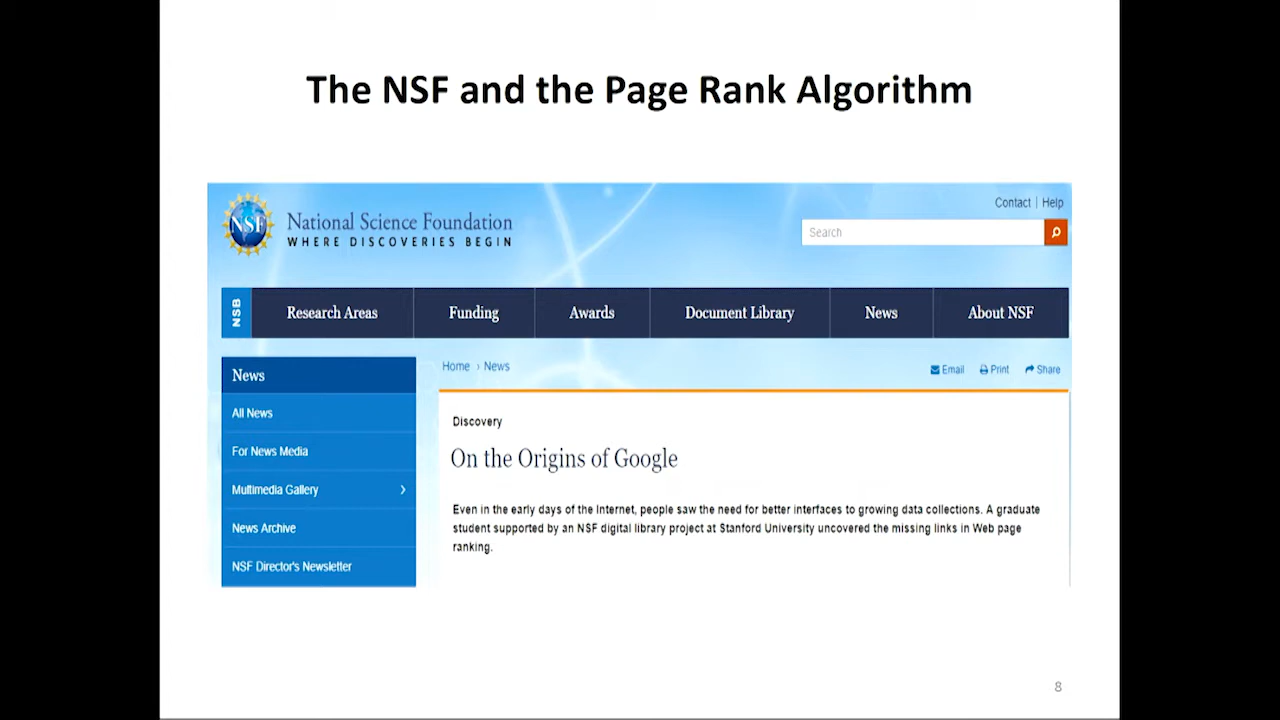 The NSF and the Page Rank Algorithm
NSF
National Science Foundation
WHERE DISCOVERIES BEGIN
Contact | Help
Search
NSB
Research Areas
Funding
Awards
Document Library
News
About NSF
News
All News
For News Media
Multimedia Gallery
News Archive
NSF Director's Newsletter
Home › News
Email
Print
Share
Discovery
On the Origins of Google
Even in the early days of the Internet, people saw the need for better interfaces to growing data collections. A graduate
student supported by an NSF digital library project at Stanford University uncovered the missing links in Web page
ranking.
8